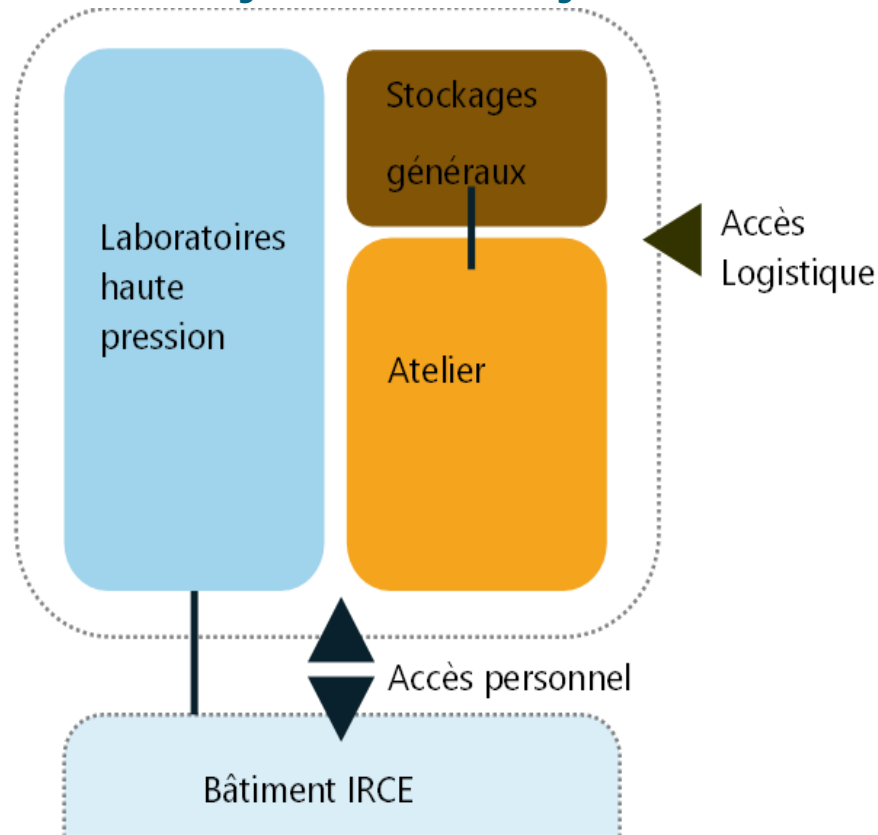 Stockages
généraux
Laboratoires
haute
pression
Accès
Logistique
Atelier
Accès personnel
Bâtiment IRCE